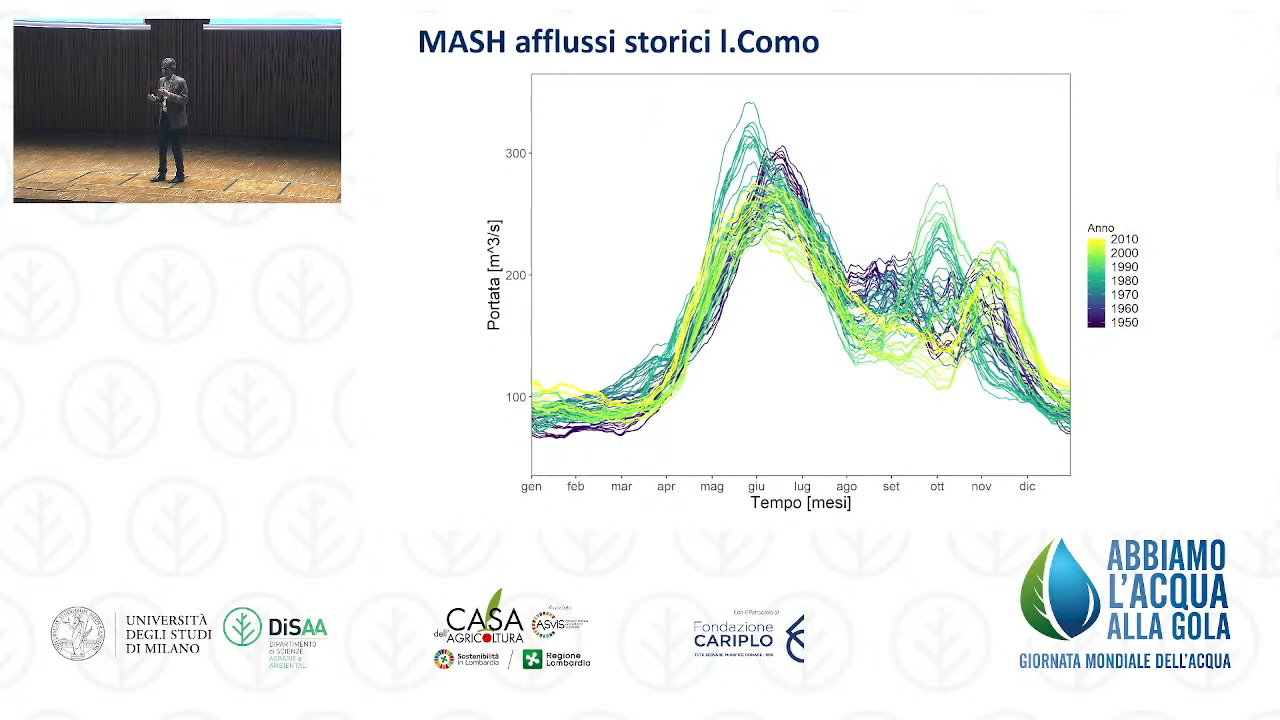 MASH afflussi storici l.Como
Portata [m^3/s]
300
200
100
gen feb mar apr mag giu lug ago set ott nov dic
Tempo [mesi]
Anno
2010
2000
1990
1980
1970
1960
1950
UNIVERSITÀ
DEGLI STUDI
DI MILANO
DiSAA
DIPARTIMENTO
DI SCIENZE
AGRARIE e
AMBIENTALI
CASA
dell'AGRICOLTURA
Associato
ASVIS
Sostenibilità
in Lombardia
Regione
Lombardia
Con il Patrocinio di
Fondazione
CARIPLO
ABBIAMO
L'ACQUA
ALLA GOLA
GIORNATA MONDIALE DELL'ACQUA